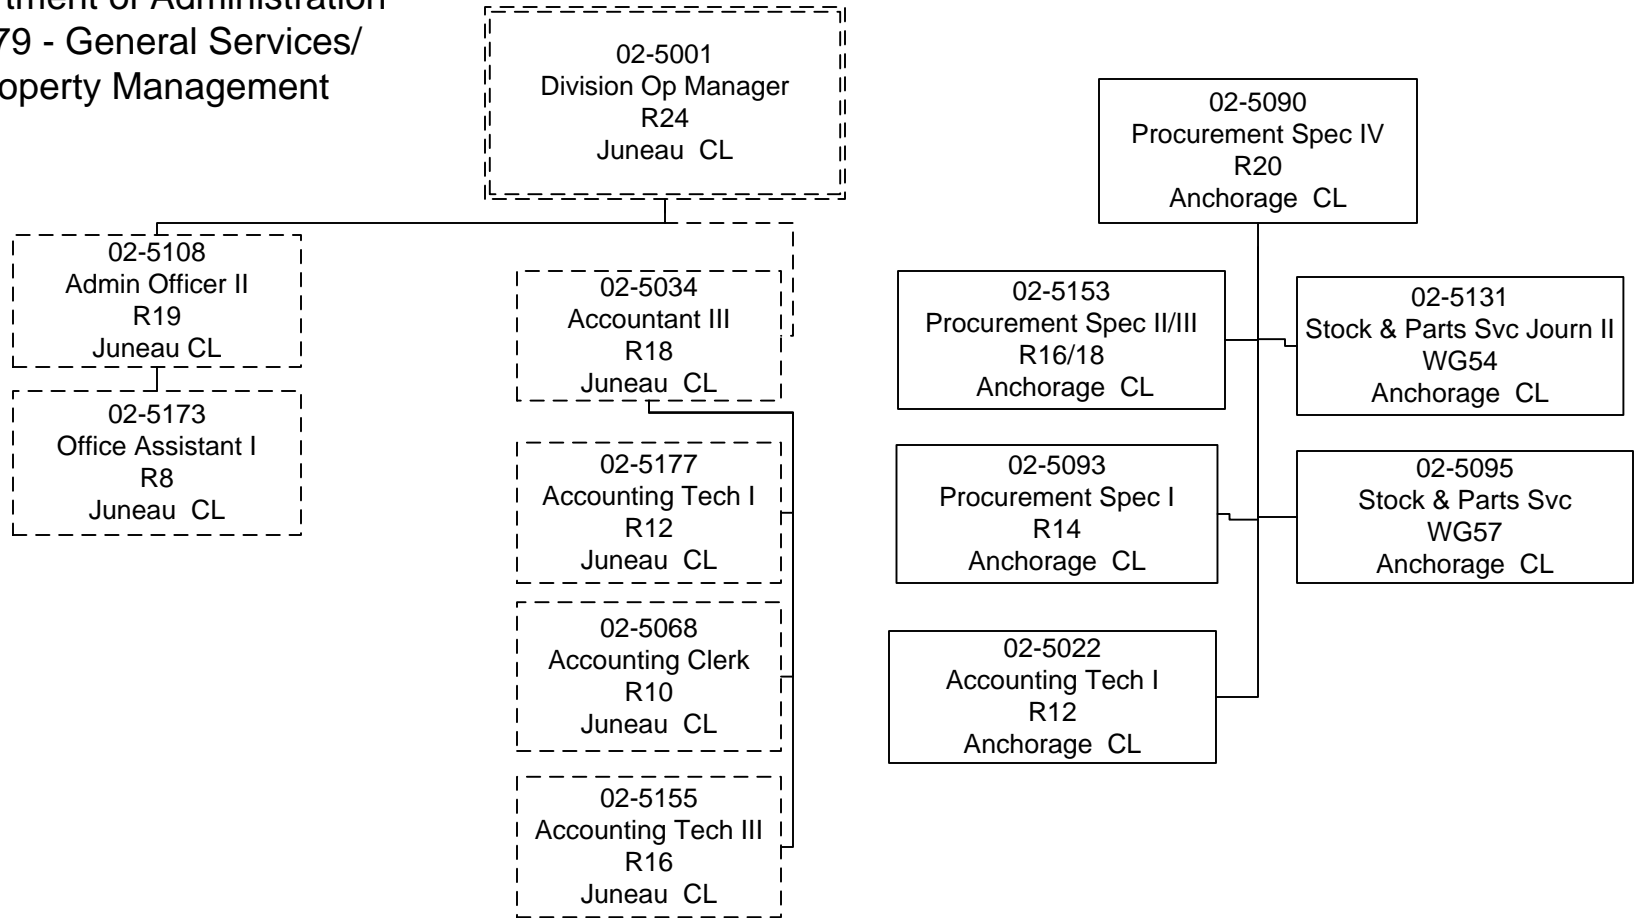 of Administration
79 - General Services/
Property Management
02-5001
Division Op Manager
R24
Juneau CL
02-5090
Procurement Spec IV
R20
Anchorage CL
02-5108
Admin Officer II
R19
Juneau CL
02-5173
Office Assistant I
R8
Juneau CL
02-5034
Accountant III
R18
Juneau CL
02-5177
Accounting Tech I
R12
Juneau CL
02-5068
Accounting Clerk
R10
Juneau CL
02-5155
Accounting Tech III
R16
Juneau CL
02-5153
Procurement Spec II/III
R16/18
Anchorage CL
02-5131
Stock & Parts Svc Journ II
WG54
Anchorage CL
02-5093
Procurement Spec I
R14
Anchorage CL
02-5095
Stock & Parts Svc
WG57
Anchorage CL
02-5022
Accounting Tech I
R12
Anchorage CL